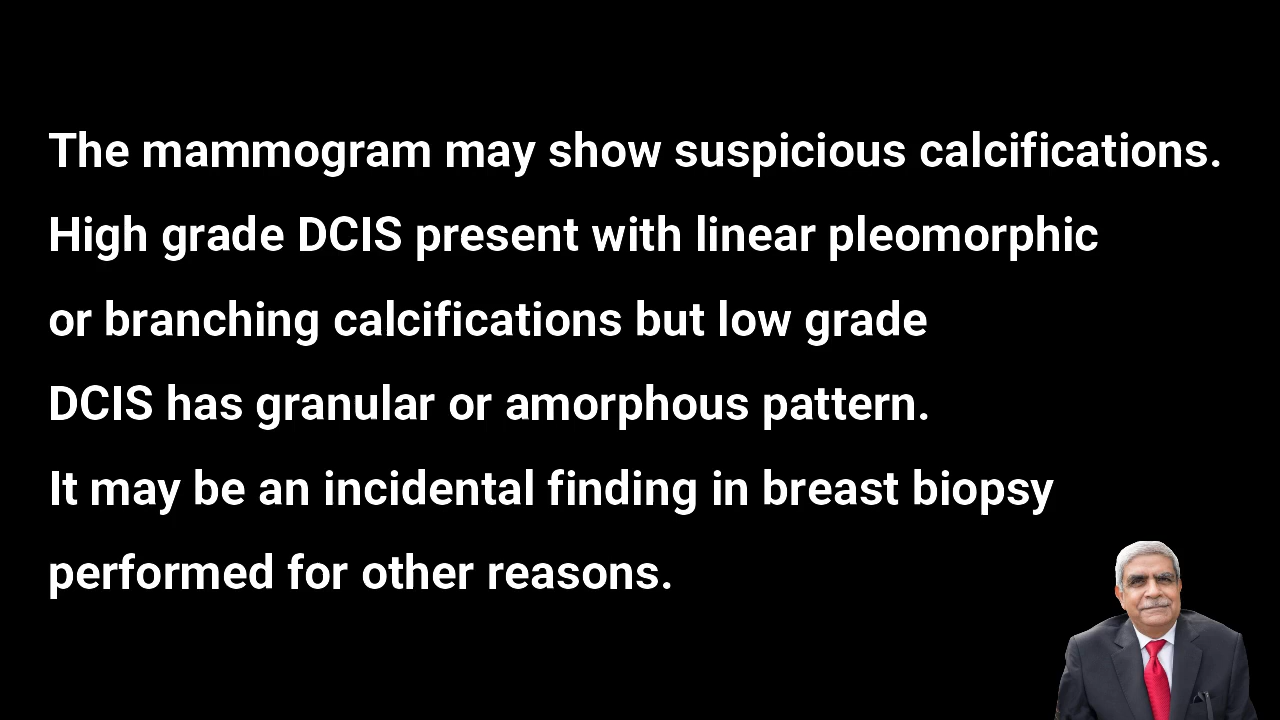 The mammogram may show suspicious calcifications.
High grade DCIS present with linear pleomorphic
or branching calcifications but low grade
DCIS has granular or amorphous pattern.
It may be an incidental finding in breast biopsy
performed for other reasons.